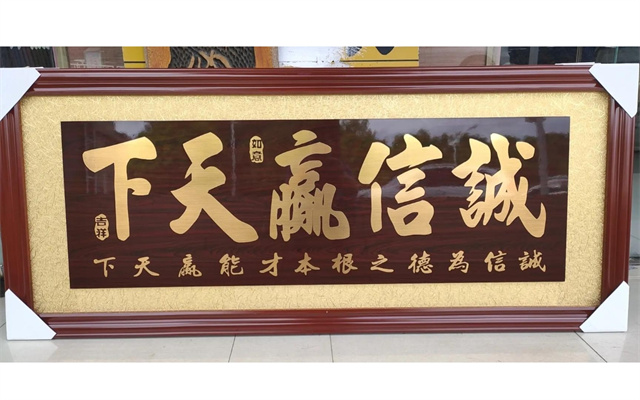 誠信贏天下
如意
吉祥
誠信為德之根本才能贏天下